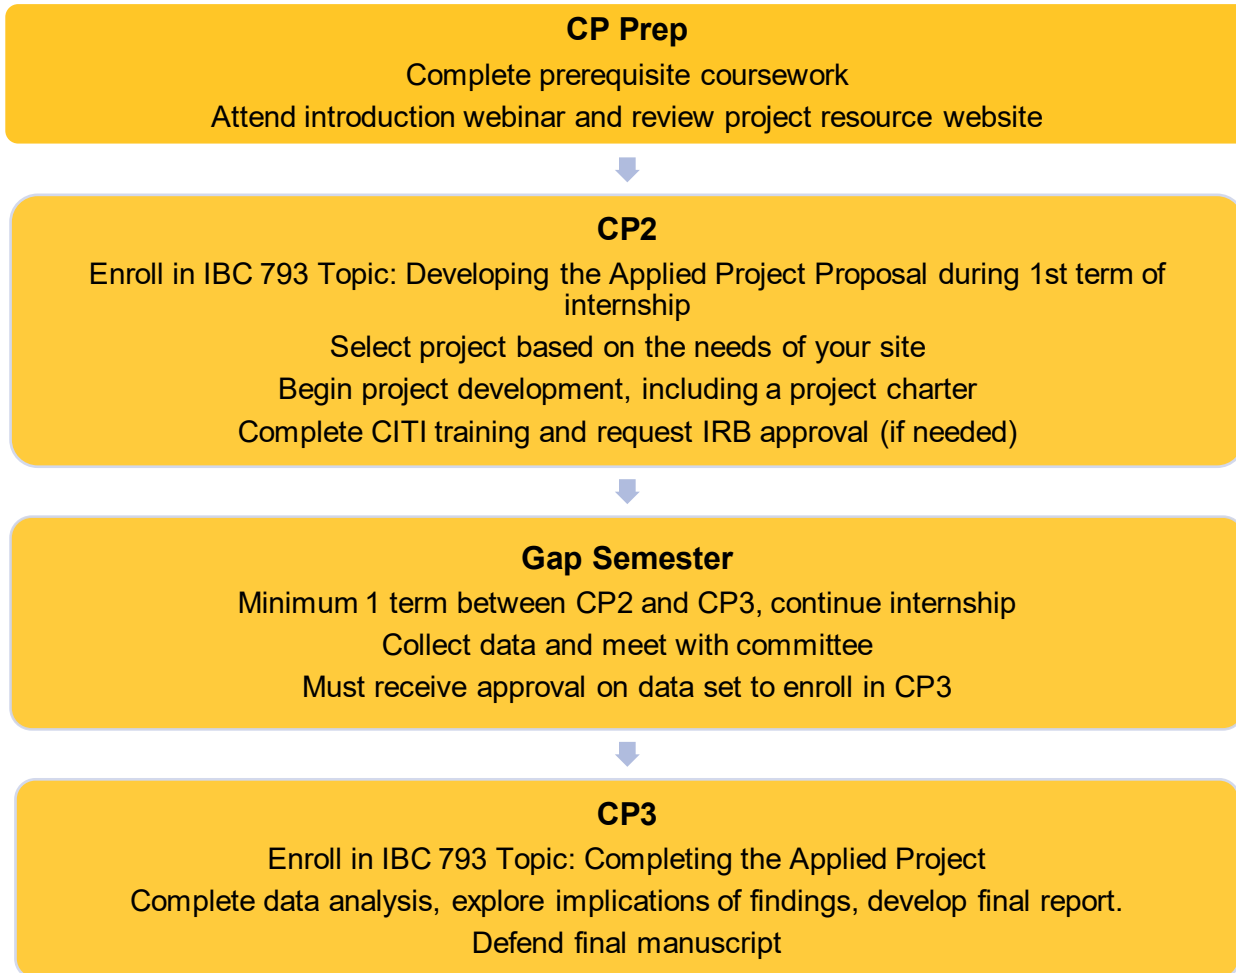 CP Prep
Complete prerequisite coursework
Attend introduction webinar and review project resource website
CP2
Enroll in IBC 793 Topic: Developing the Applied Project Proposal during 1st term of
internship
Select project based on the needs of your site
Begin project development, including a project charter
Complete CITI training and request IRB approval (if needed)
Gap Semester
Minimum 1 term between CP2 and CP3, continue internship
Collect data and meet with committee
Must receive approval on data set to enroll in CP3
CP3
Enroll in IBC 793 Topic: Completing the Applied Project
Complete data analysis, explore implications of findings, develop final report.
Defend final manuscript